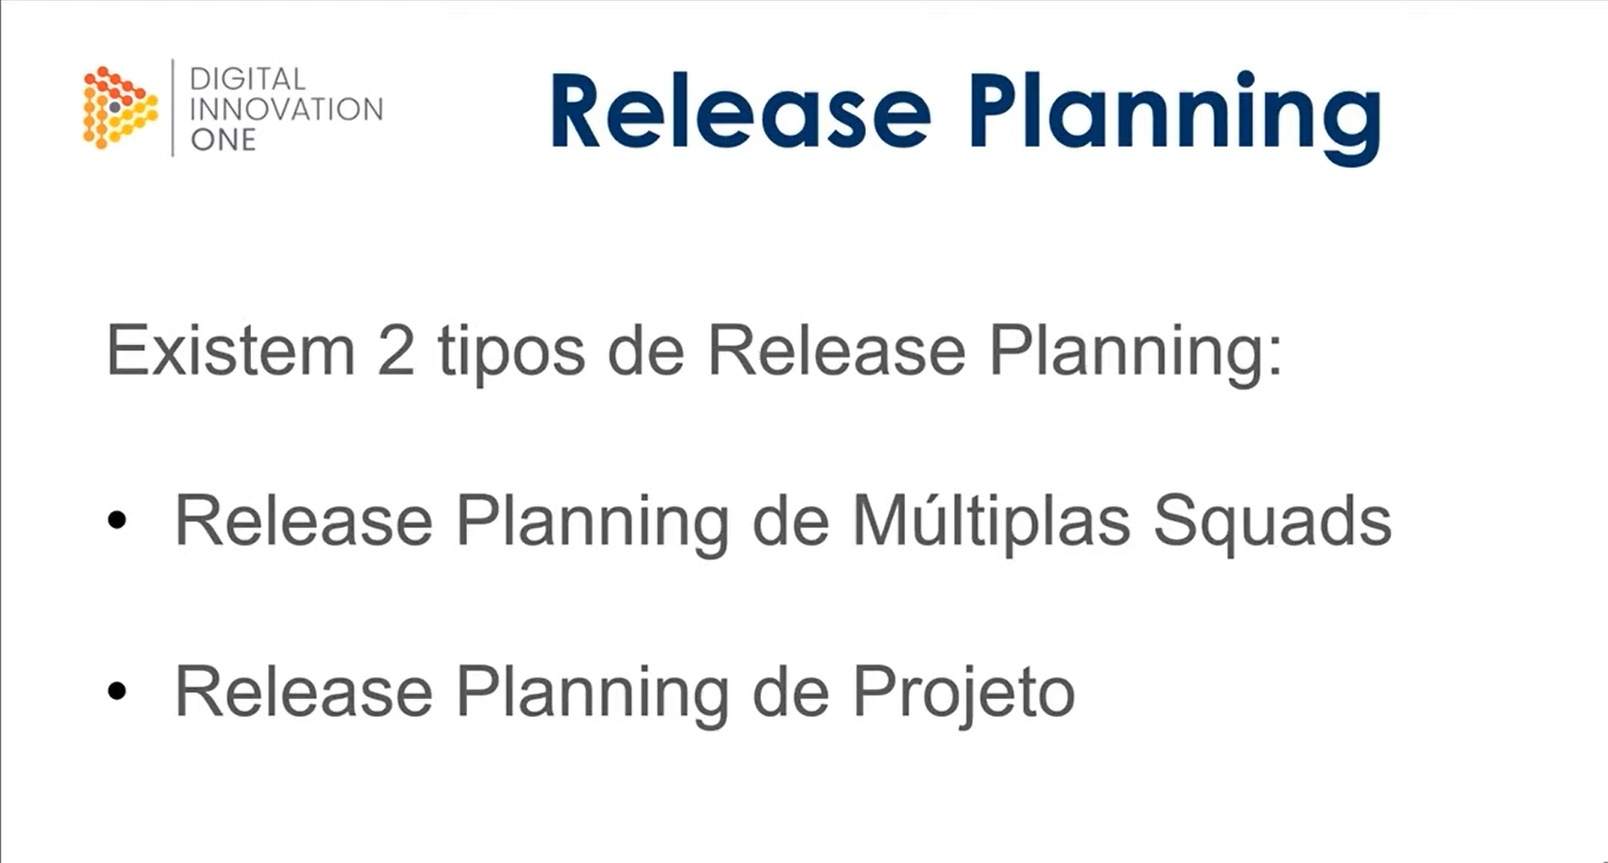 DIGITAL
INNOVATION
ONE
Release Planning
Existem 2 tipos de Release Planning:
• Release Planning de Múltiplas Squads
• Release Planning de Projeto